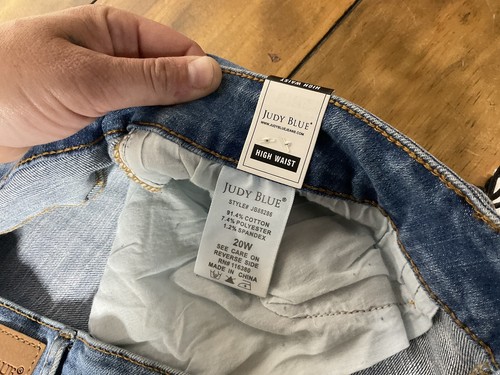 HIGH WAIST
JUDY BLUE®
WWW.JUDYBLUEJEANS.COM
HIGH WAIST
JUDY BLUE®
91.4% COTTON
7.4% POLYESTER
1.2% SPANDEX
20W
SEE CARE ON
REVERSE SIDE
MADE IN CHINA